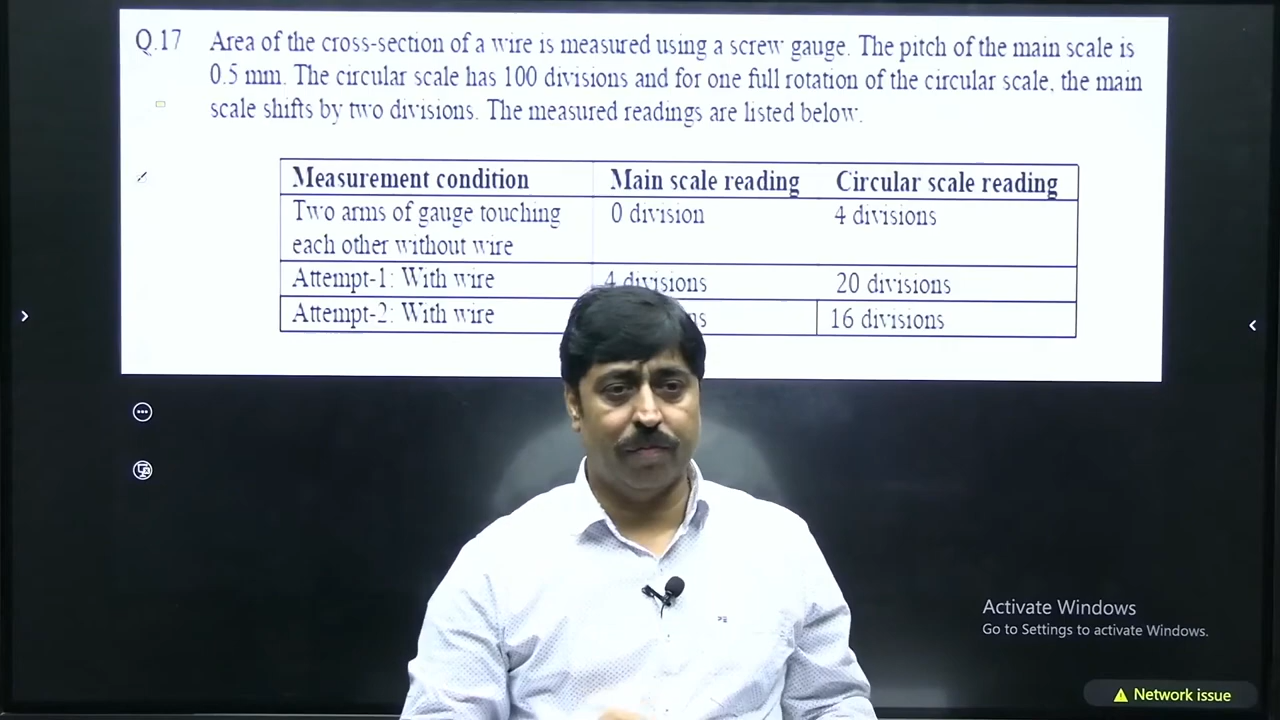 Q.17 Area of the cross-section of a wire is measured using a screw gauge. The pitch of the main scale is
0.5 mm. The circular scale has 100 divisions and for one full rotation of the circular scale, the main
scale shifts by two divisions. The measured readings are listed below.
Measurement condition Main scale reading Circular scale reading
Two arms of gauge touching 0 division 4 divisions
each other without wire
Attempt-1: With wire 4 divisions 20 divisions
Attempt-2: With wire 16 divisions
Activate Windows
Go to Settings to activate Windows.
Network issue